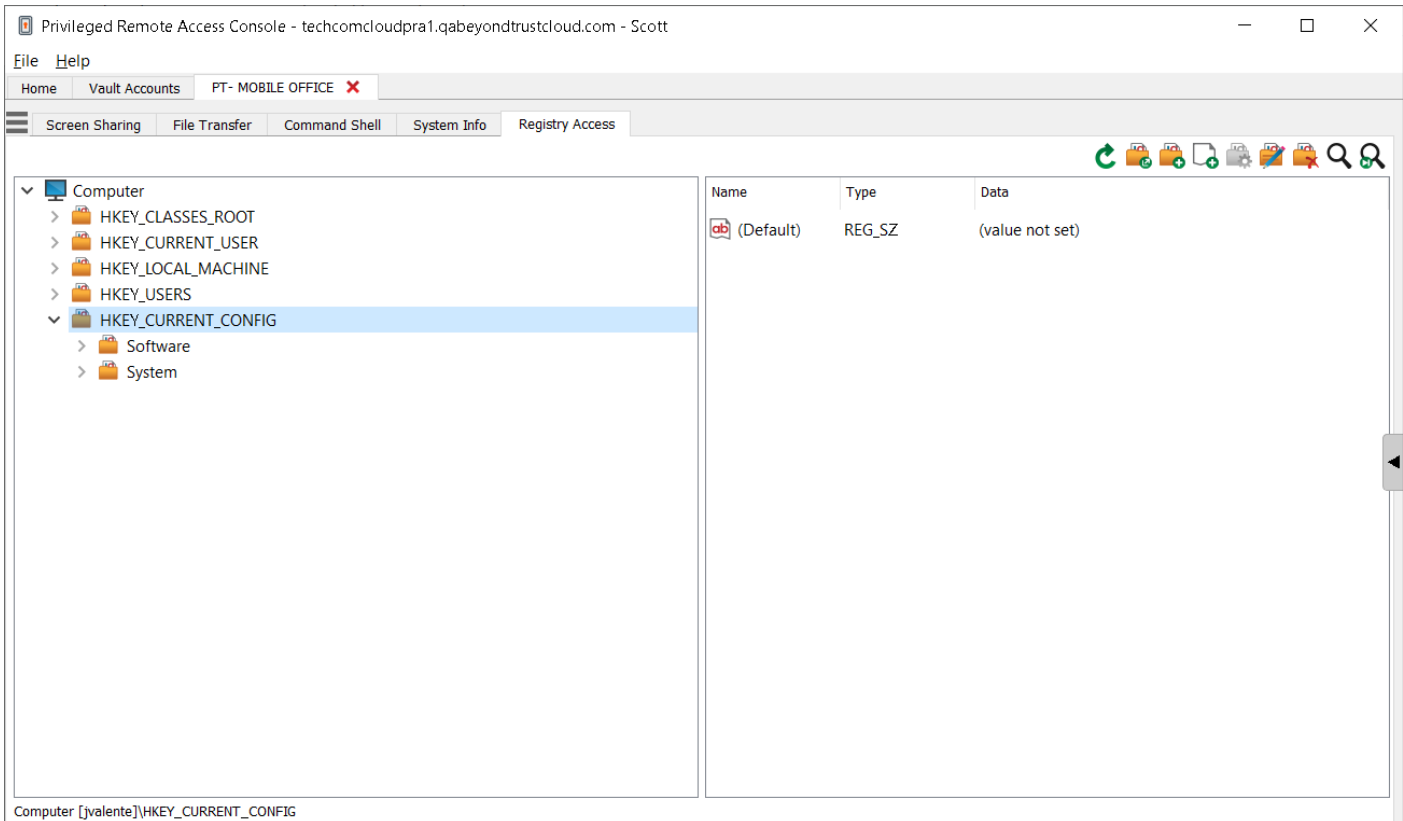 Privileged Remote Access Console - techcomcloudpra1.qabeyondtrustcloud.com - Scott
File Help
Home Vault Accounts PT- MOBILE OFFICE
Screen Sharing File Transfer Command Shell System Info Registry Access
Computer
HKEY_CLASSES_ROOT
HKEY_CURRENT_USER
HKEY_LOCAL_MACHINE
HKEY_USERS
HKEY_CURRENT_CONFIG
Software
System
Name Type Data
ab (Default) REG_SZ (value not set)
Computer [jvalente]\HKEY_CURRENT_CONFIG